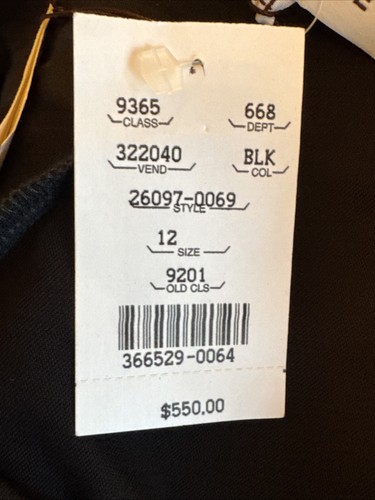 9365 668
CLASS DEPT
322040 BLK
VEND COL
26097-0069
STYLE
12
SIZE
9201
OLD CLS
366529-0064
$550.00